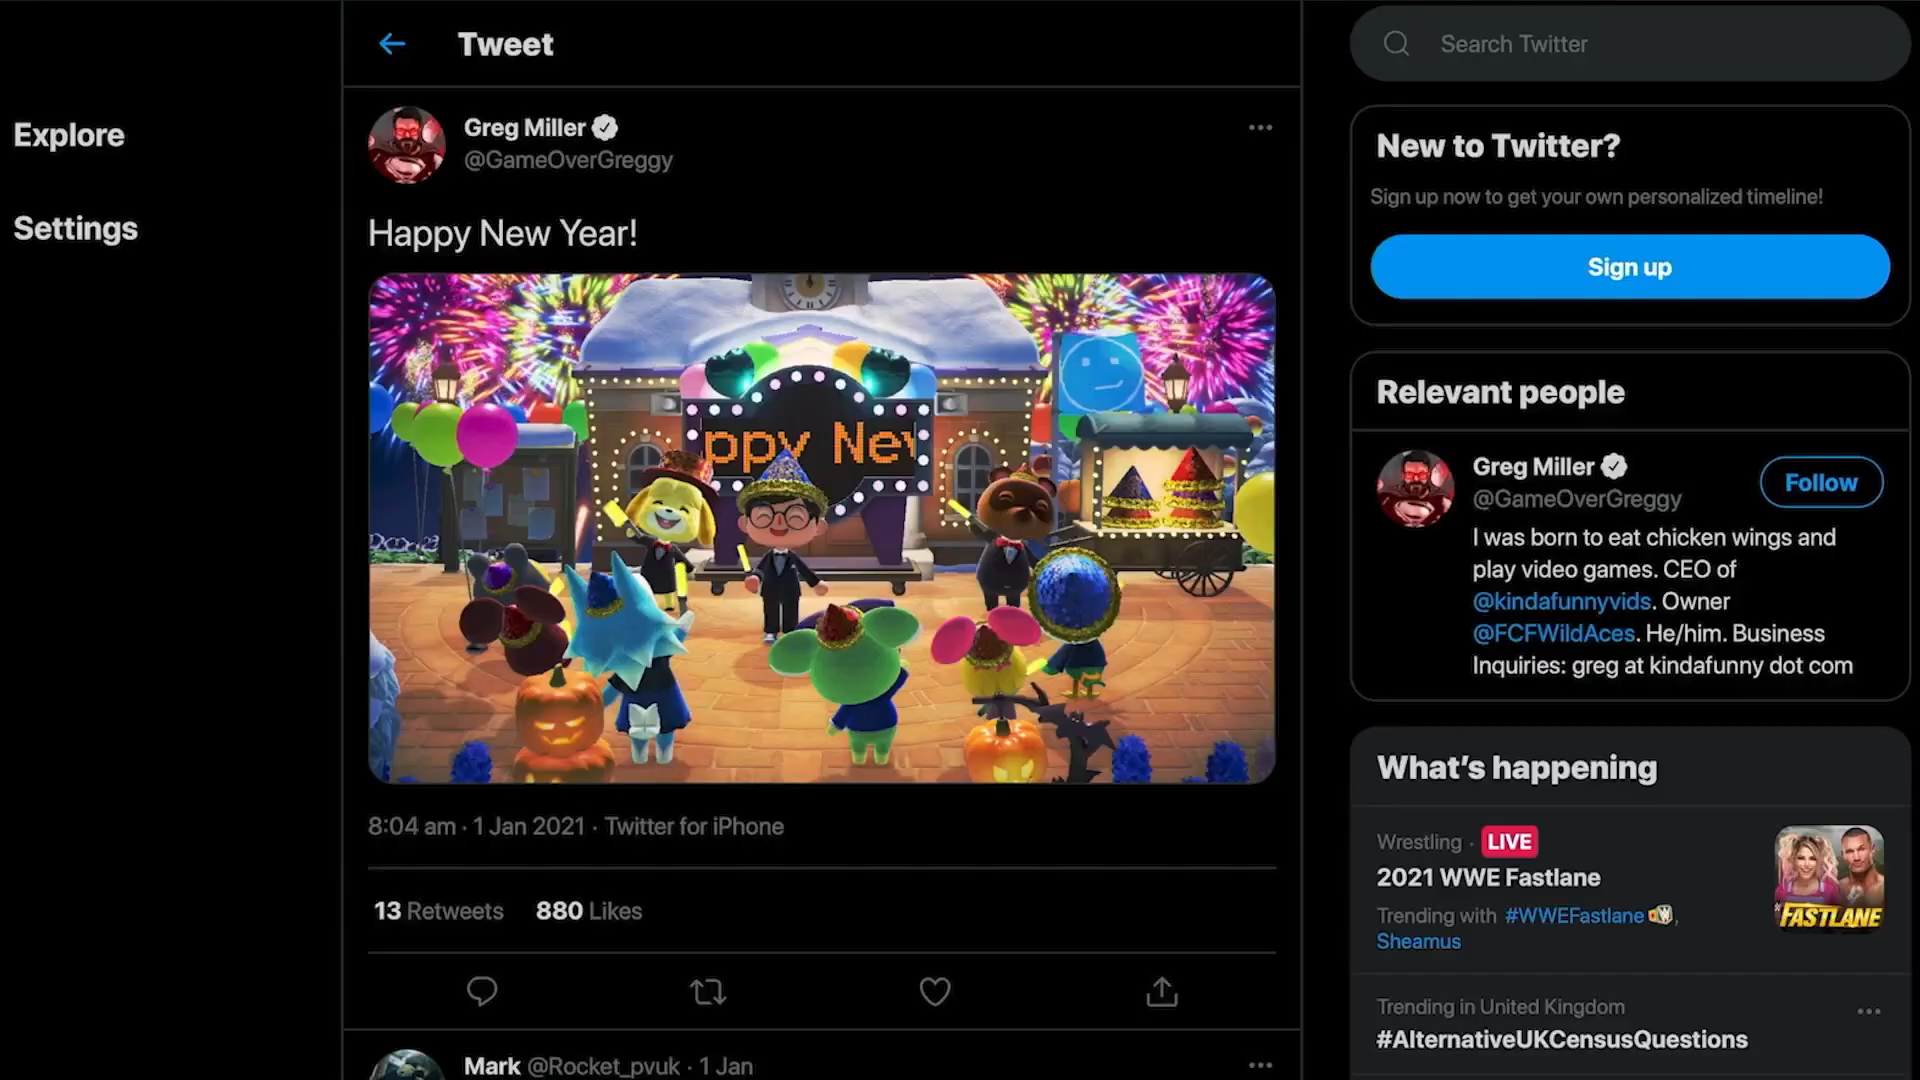 Explore
Settings
Tweet
Greg Miller
@GameOverGreggy
Happy New Year!
ppy Nev
8:04 am · 1 Jan 2021 · Twitter for iPhone
13 Retweets 880 Likes
Mark @Rocket_pvuk · 1 Jan
Search Twitter
New to Twitter?
Sign up now to get your own personalized timeline!
Sign up
Relevant people
Greg Miller
@GameOverGreggy
Follow
I was born to eat chicken wings and
play video games. CEO of
@kindafunnyvids. Owner
@FCFWildAces. He/him. Business
Inquiries: greg at kindafunny dot com
What's happening
Wrestling · LIVE
2021 WWE Fastlane
Trending with #WWEFastlane,
Sheamus
FASTLANE
Trending in United Kingdom
#AlternativeUKCensusQuestions